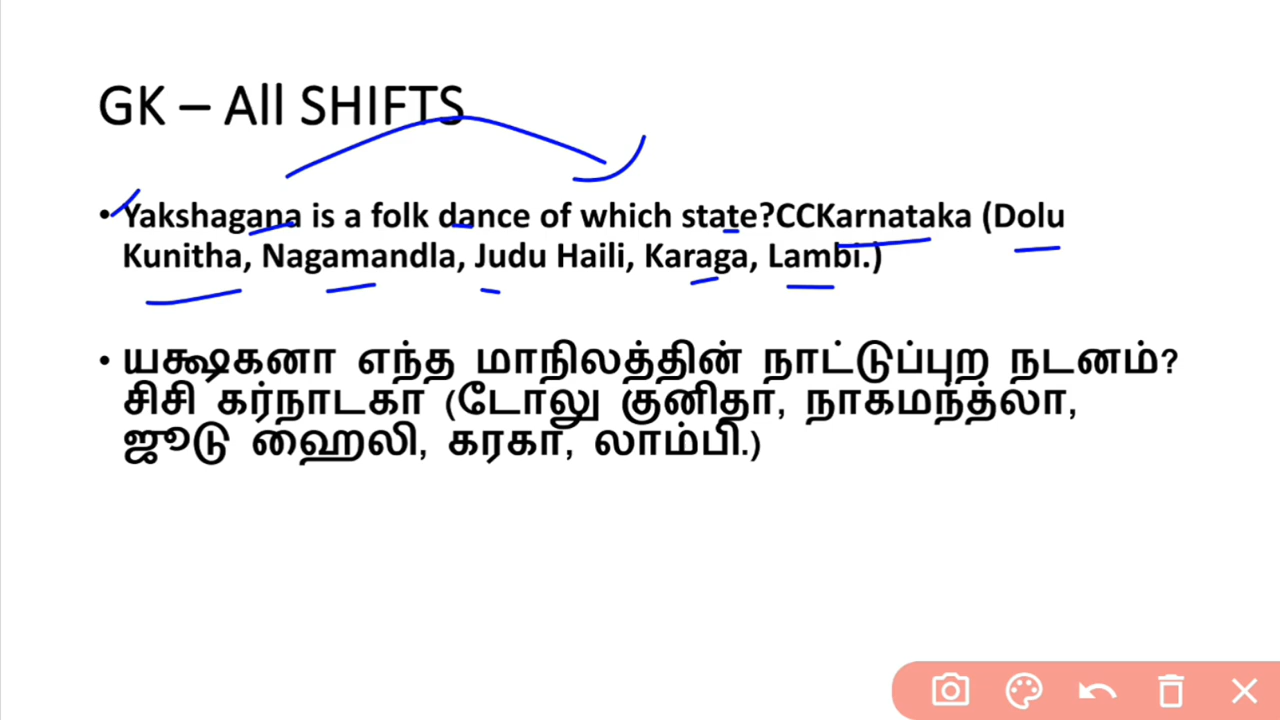 GK – All SHIFTS
• Yakshagana is a folk dance of which state?CCKarnataka (Dolu
Kunitha, Nagamandla, Judu Haili, Karaga, Lambi.)
• யக்ஷகனா எந்த மாநிலத்தின் நாட்டுப்புற நடனம்?
சிசி கர்நாடகா (டோலு குனிதா, நாகமந்த்லா,
ஜூடு ஹைலி, கரகா, லாம்பி.)